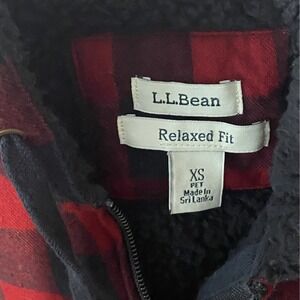 L.L.Bean
Relaxed Fit
XS
PET
Made In
Sri Lanka